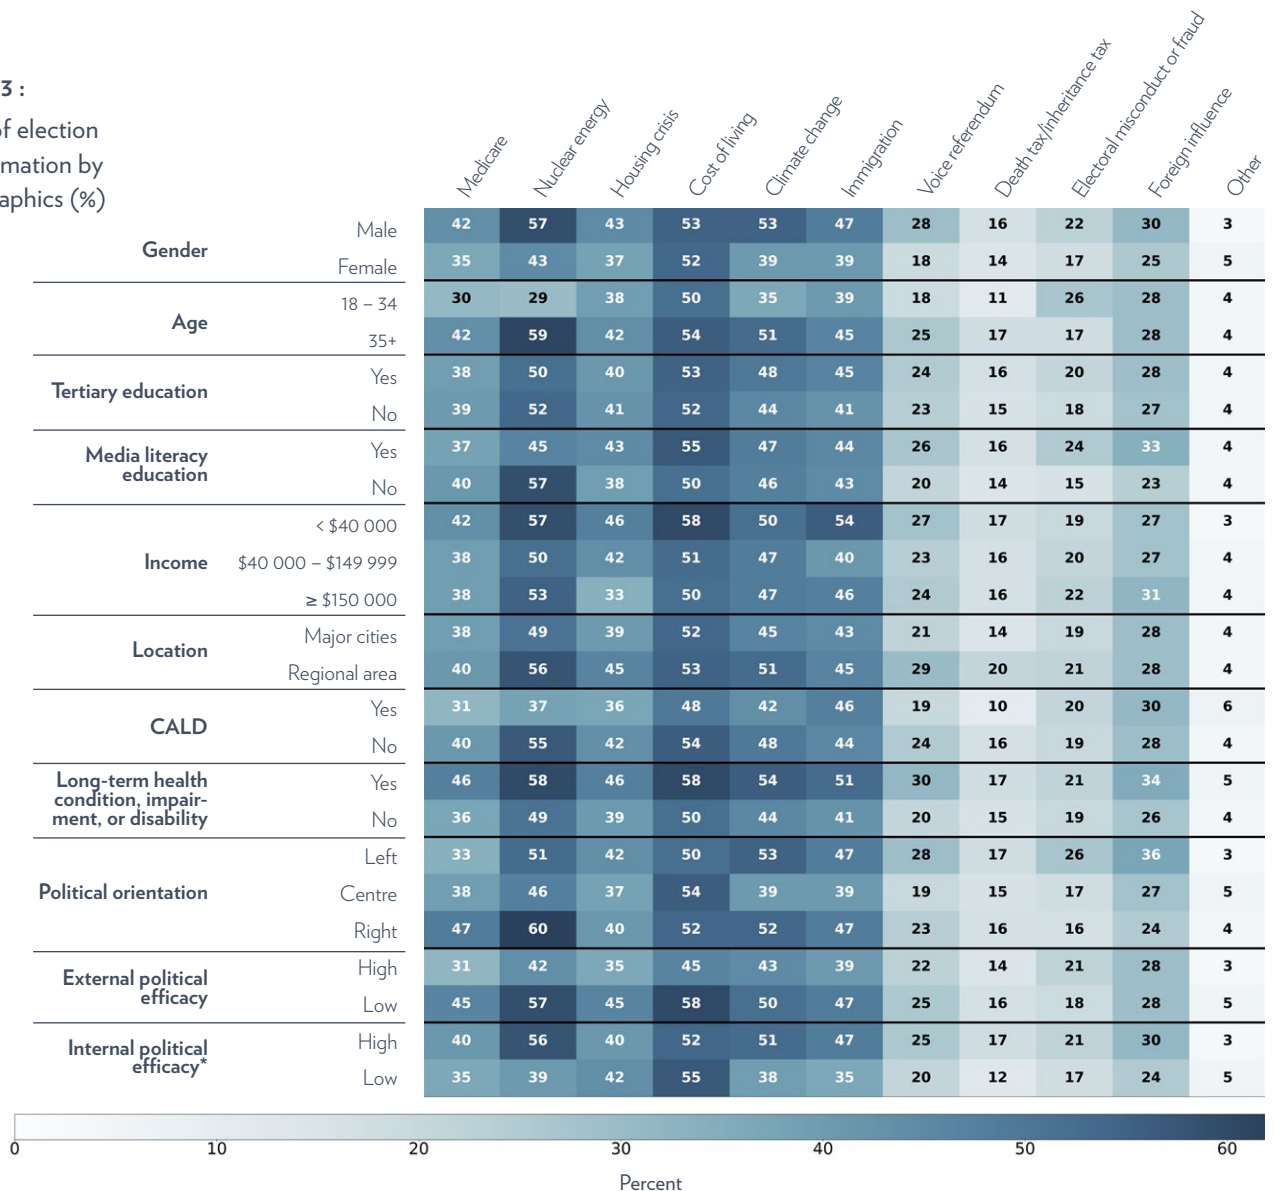 3 :
of election
mation by
aphics (%)
Medicare
Nuclear energy
Housing crisis
Cost of living
Climate change
Immigration
Voice referendum
Death tax/inheritance tax
Electoral misconduct or fraud
Foreign influence
Other
Gender
Male 42 57 43 53 53 47 28 16 22 30 3
Female 35 43 37 52 39 39 18 14 17 25 5
Age
18 – 34 30 29 38 50 35 39 18 11 26 28 4
35+ 42 59 42 54 51 45 25 17 17 28 4
Tertiary education
Yes 38 50 40 53 48 45 24 16 20 28 4
No 39 52 41 52 44 41 23 15 18 27 4
Media literacy
education
Yes 37 45 43 55 47 44 26 16 24 33 4
No 40 57 38 50 46 43 20 14 15 23 4
Income
< $40 000 42 57 46 58 50 54 27 17 19 27 3
$40 000 – $149 999 38 50 42 51 47 40 23 16 20 27 4
≥ $150 000 38 53 33 50 47 46 24 16 22 31 4
Location
Major cities 38 49 39 52 45 43 21 14 19 28 4
Regional area 40 56 45 53 51 45 29 20 21 28 4
CALD
Yes 31 37 36 48 42 46 19 10 20 30 6
No 40 55 42 54 48 44 24 16 19 28 4
Long-term health
condition, impair-
ment, or disability
Yes 46 58 46 58 54 51 30 17 21 34 5
No 36 49 39 50 44 41 20 15 19 26 4
Political orientation
Left 33 51 42 50 53 47 28 17 26 36 3
Centre 38 46 37 54 39 39 19 15 17 27 5
Right 47 60 40 52 52 47 23 16 16 24 4
External political
efficacy
High 31 42 35 45 43 39 22 14 21 28 3
Low 45 57 45 58 50 47 25 16 18 28 5
Internal political
efficacy*
High 40 56 40 52 51 47 25 17 21 30 3
Low 35 39 42 55 38 35 20 12 17 24 5
0 10 20 30 40 50 60
Percent